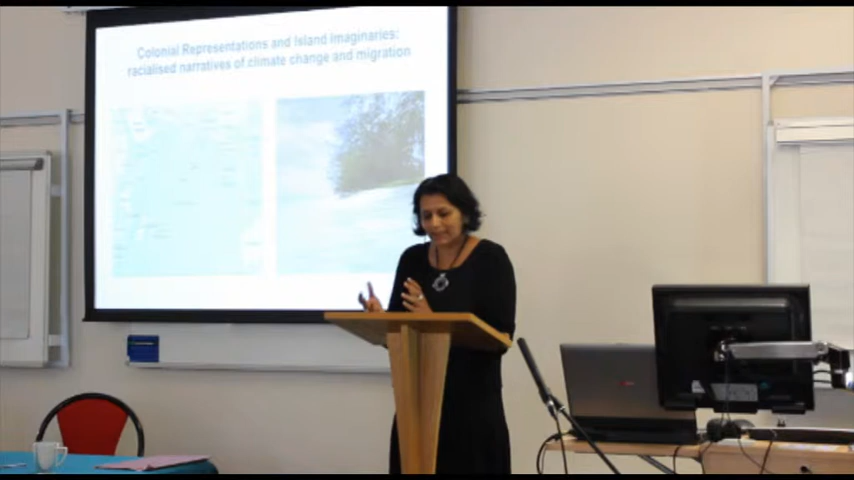 Colonial Representations and Island Imaginaries:
racialised narratives of climate change and migration